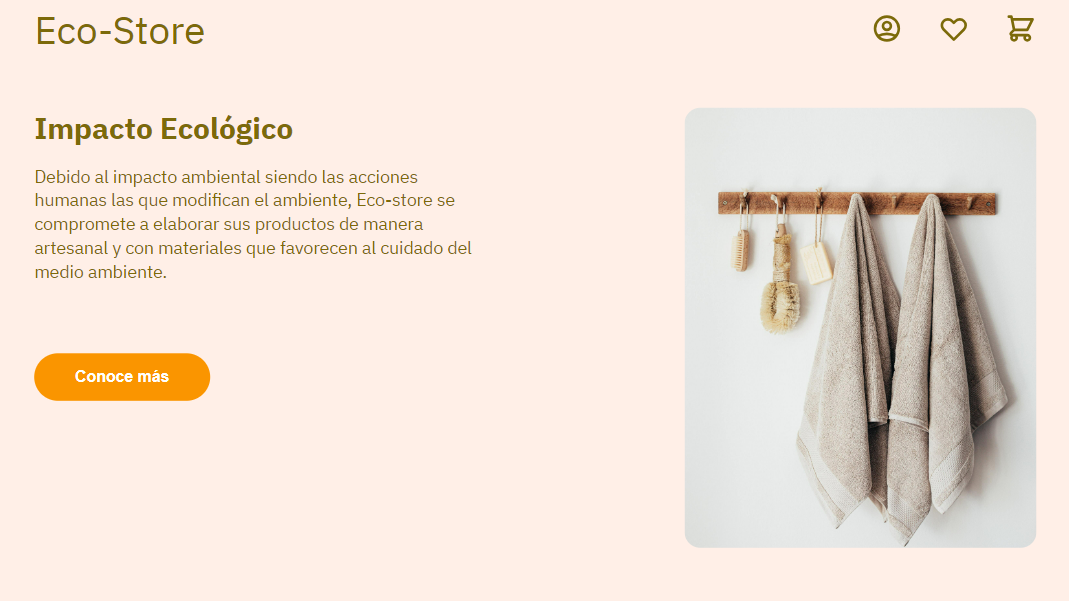 Eco-Store
Impacto Ecológico
Debido al impacto ambiental siendo las acciones
humanas las que modifican el ambiente, Eco-store se
compromete a elaborar sus productos de manera
artesanal y con materiales que favorecen al cuidado del
medio ambiente.
Conoce más